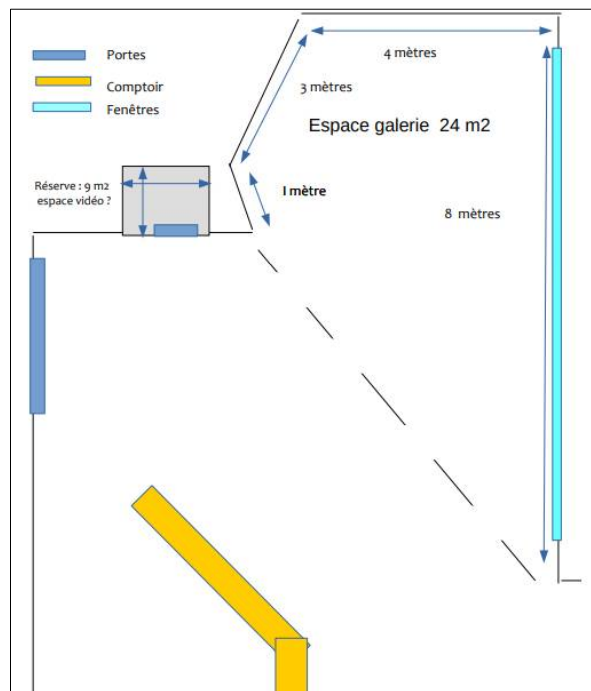 Portes
Comptoir
Fenêtres
4 mètres
3 mètres
Espace galerie 24 m2
Réserve : 9 m2
espace vidéo ?
1 mètre
8 mètres